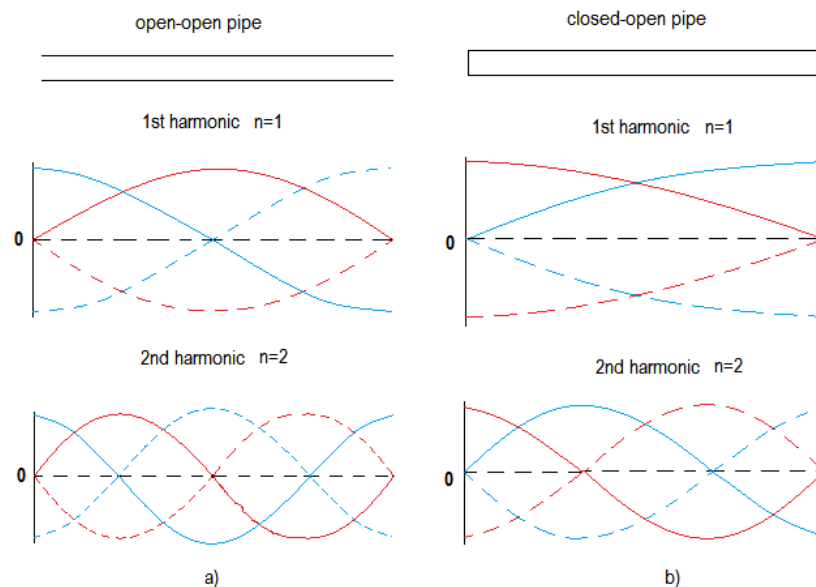 open-open pipe
1st harmonic n=1
0
2nd harmonic n=2
0
a)
closed-open pipe
1st harmonic n=1
0
2nd harmonic n=2
0
b)